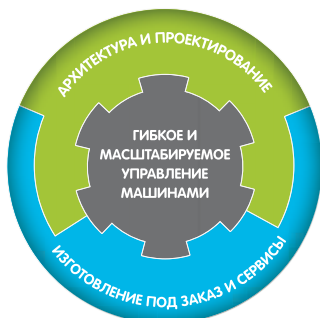 АРХИТЕКТУРА И ПРОЕКТИРОВАНИЕ
ГИБКОЕ И
МАСШТАБИРУЕМОЕ
УПРАВЛЕНИЕ
МАШИНАМИ
ИЗГОТОВЛЕНИЕ ПОД ЗАКАЗ И СЕРВИСЫ